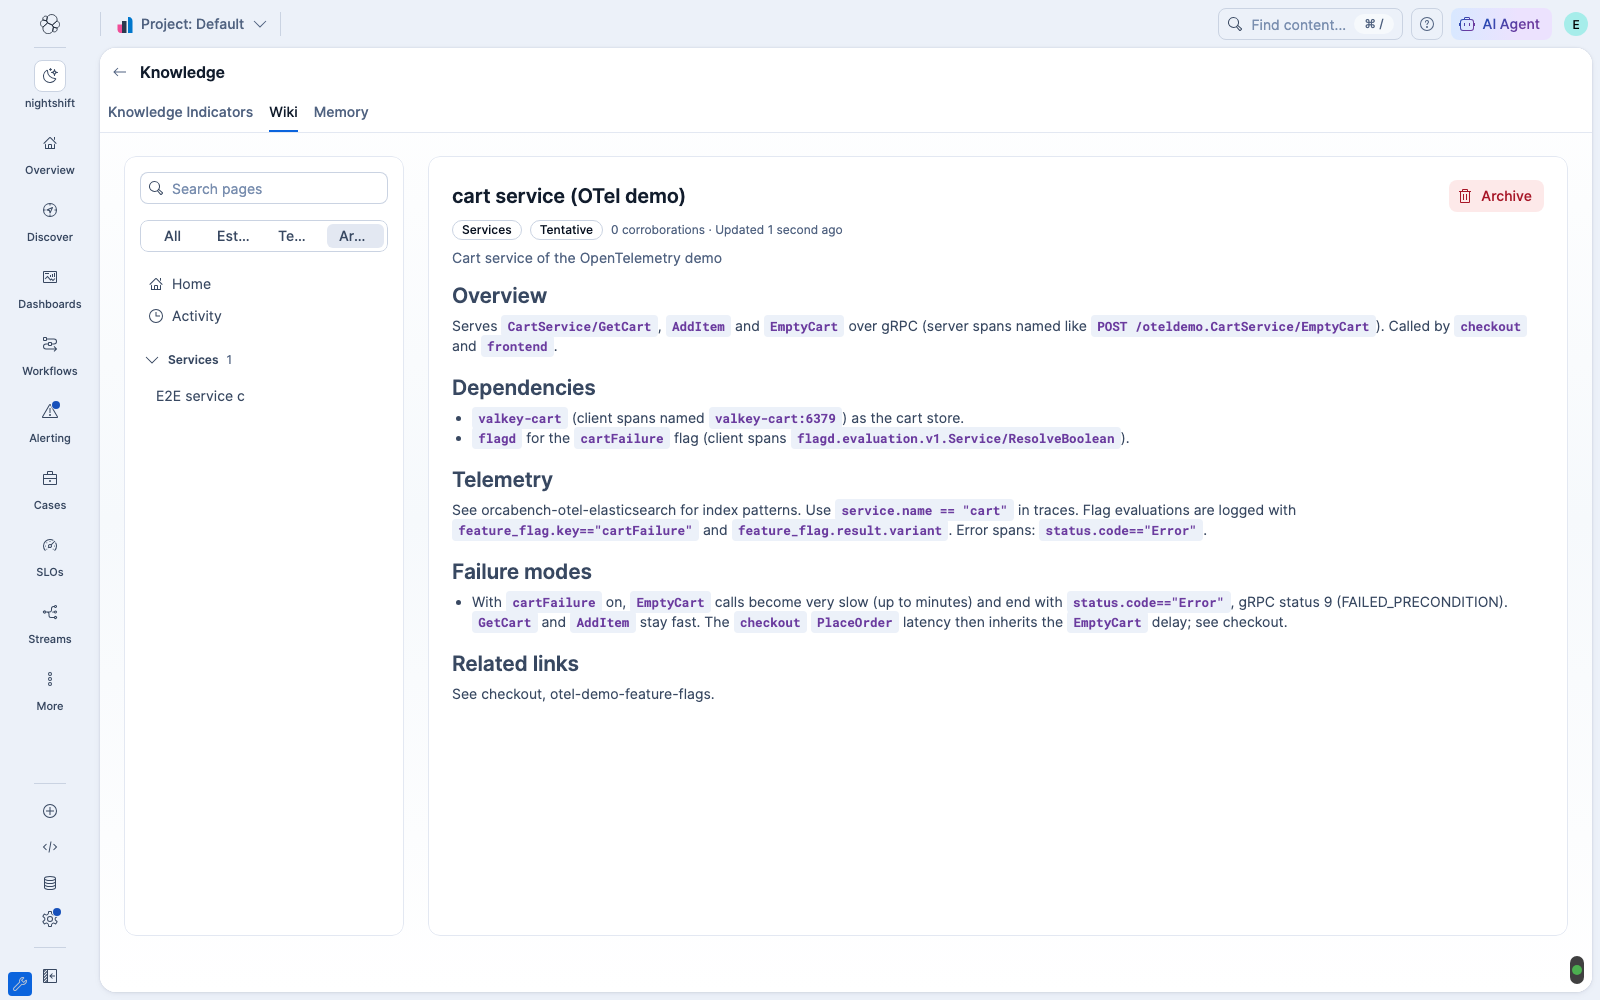 Project: Default
Find content...
⌘ /
AI Agent
E
nightshift
Overview
Discover
Dashboards
Workflows
Alerting
Cases
SLOs
Streams
More
Knowledge
Knowledge Indicators
Wiki
Memory
Search pages
All
Est...
Te...
Ar...
Home
Activity
Services 1
E2E service c
cart service (OTel demo)
Archive
Services Tentative 0 corroborations · Updated 1 second ago
Cart service of the OpenTelemetry demo
Overview
Serves CartService/GetCart , AddItem and EmptyCart over gRPC (server spans named like POST /oteldemo.CartService/EmptyCart ). Called by checkout
and frontend .
Dependencies
• valkey-cart (client spans named valkey-cart:6379 ) as the cart store.
• flagd for the cartFailure flag (client spans flagd.evaluation.v1.Service/ResolveBoolean ).
Telemetry
See orcabench-otel-elasticsearch for index patterns. Use service.name == "cart" in traces. Flag evaluations are logged with
feature_flag.key=="cartFailure" and feature_flag.result.variant . Error spans: status.code=="Error" .
Failure modes
• With cartFailure on, EmptyCart calls become very slow (up to minutes) and end with status.code=="Error" , gRPC status 9 (FAILED_PRECONDITION).
GetCart and AddItem stay fast. The checkout PlaceOrder latency then inherits the EmptyCart delay; see checkout.
Related links
See checkout, otel-demo-feature-flags.